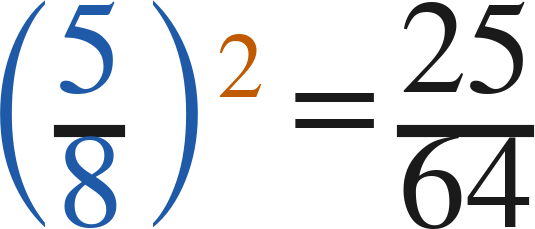 (5/8)² = 25/64